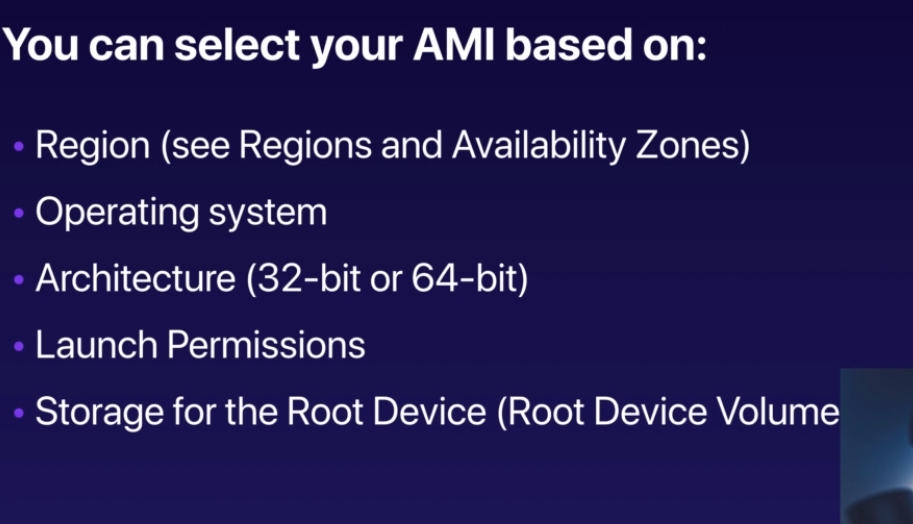 You can select your AMI based on:
• Region (see Regions and Availability Zones)
• Operating system
• Architecture (32-bit or 64-bit)
• Launch Permissions
• Storage for the Root Device (Root Device Volume